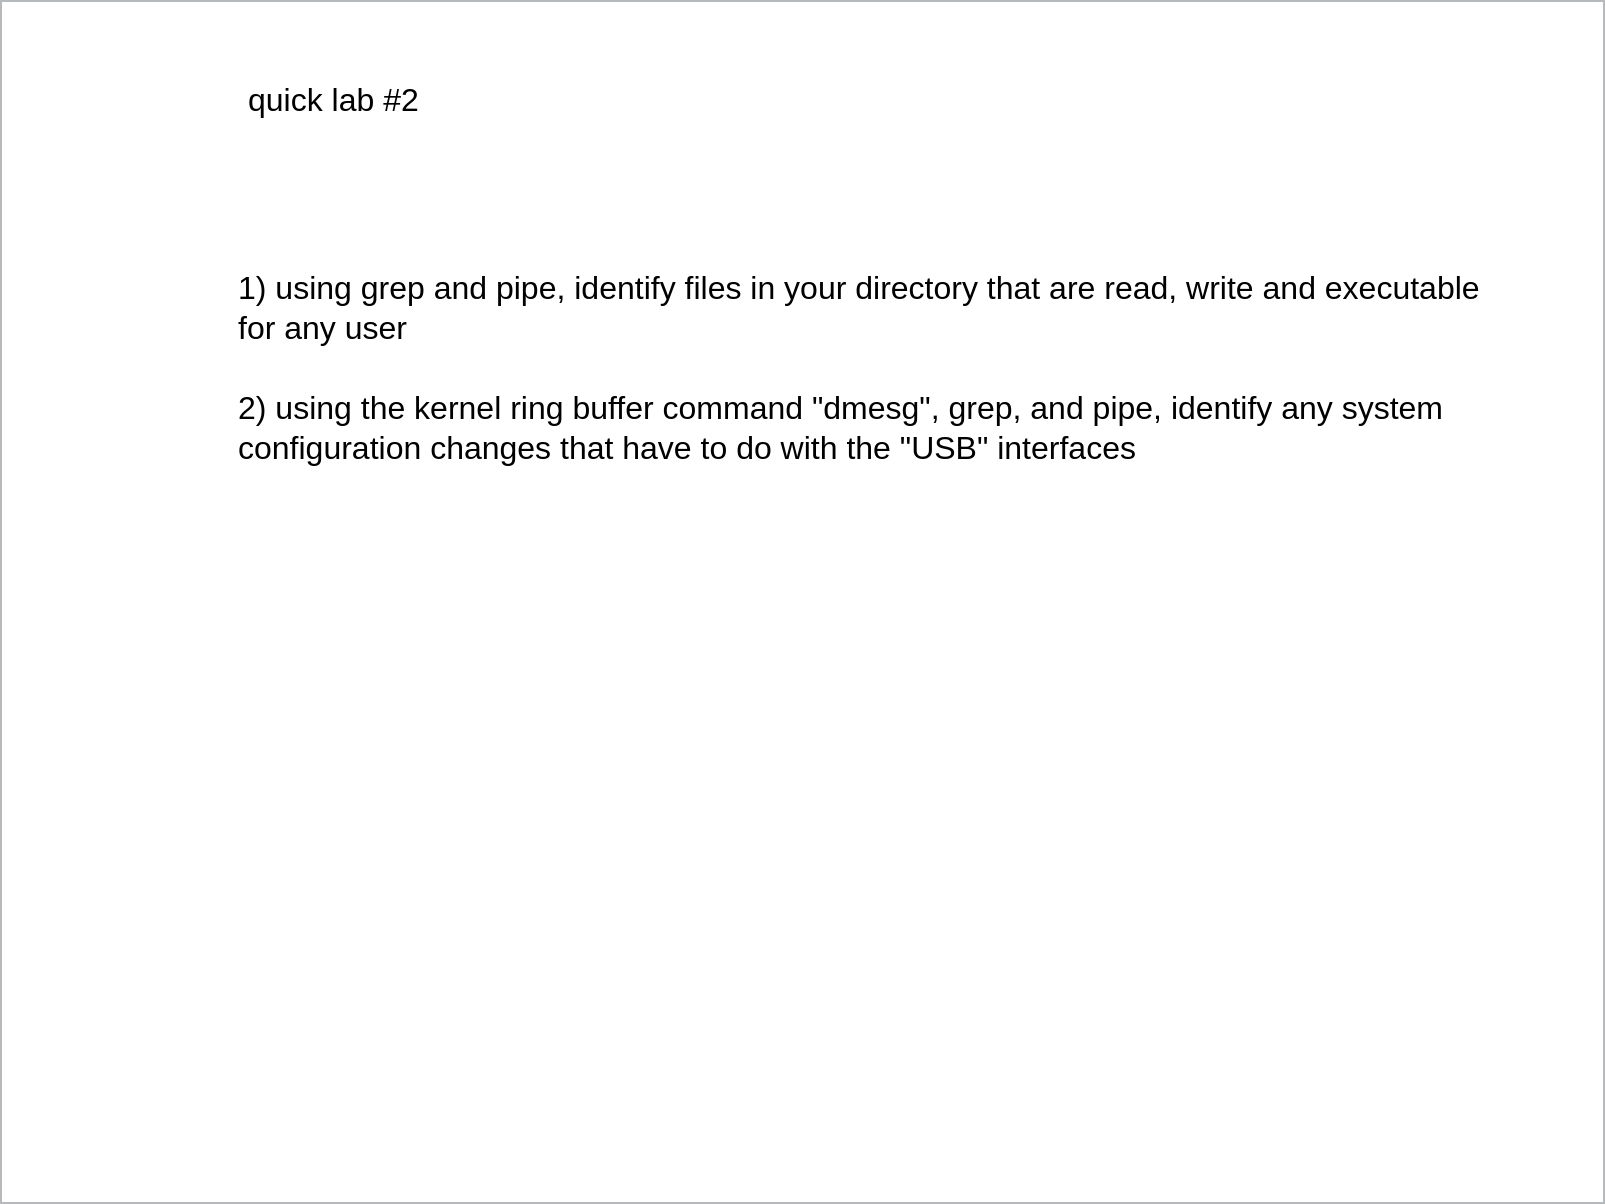 quick lab #2
1) using grep and pipe, identify files in your directory that are read, write and executable
for any user
2) using the kernel ring buffer command "dmesg", grep, and pipe, identify any system
configuration changes that have to do with the "USB" interfaces